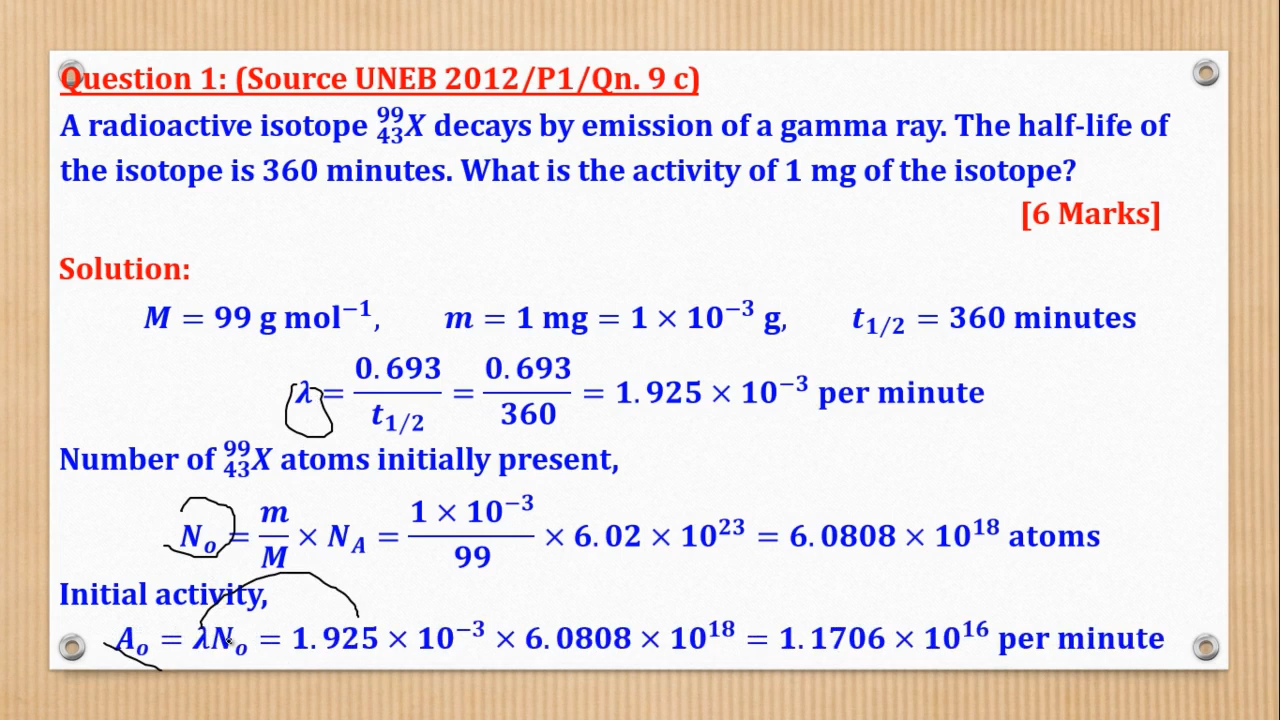 Question 1: (Source UNEB 2012/P1/Qn. 9 c)
A radioactive isotope ⁹⁹₄₃X decays by emission of a gamma ray. The half-life of
the isotope is 360 minutes. What is the activity of 1 mg of the isotope?
[6 Marks]
Solution:
M = 99 g mol⁻¹, m = 1 mg = 1 × 10⁻³ g, t₁/₂ = 360 minutes
λ = 0.693/t₁/₂ = 0.693/360 = 1.925 × 10⁻³ per minute
Number of ⁹⁹₄₃X atoms initially present,
Nₒ = m/M × N_A = 1 × 10⁻³/99 × 6.02 × 10²³ = 6.0808 × 10¹⁸ atoms
Initial activity,
Aₒ = λNₒ = 1.925 × 10⁻³ × 6.0808 × 10¹⁸ = 1.1706 × 10¹⁶ per minute